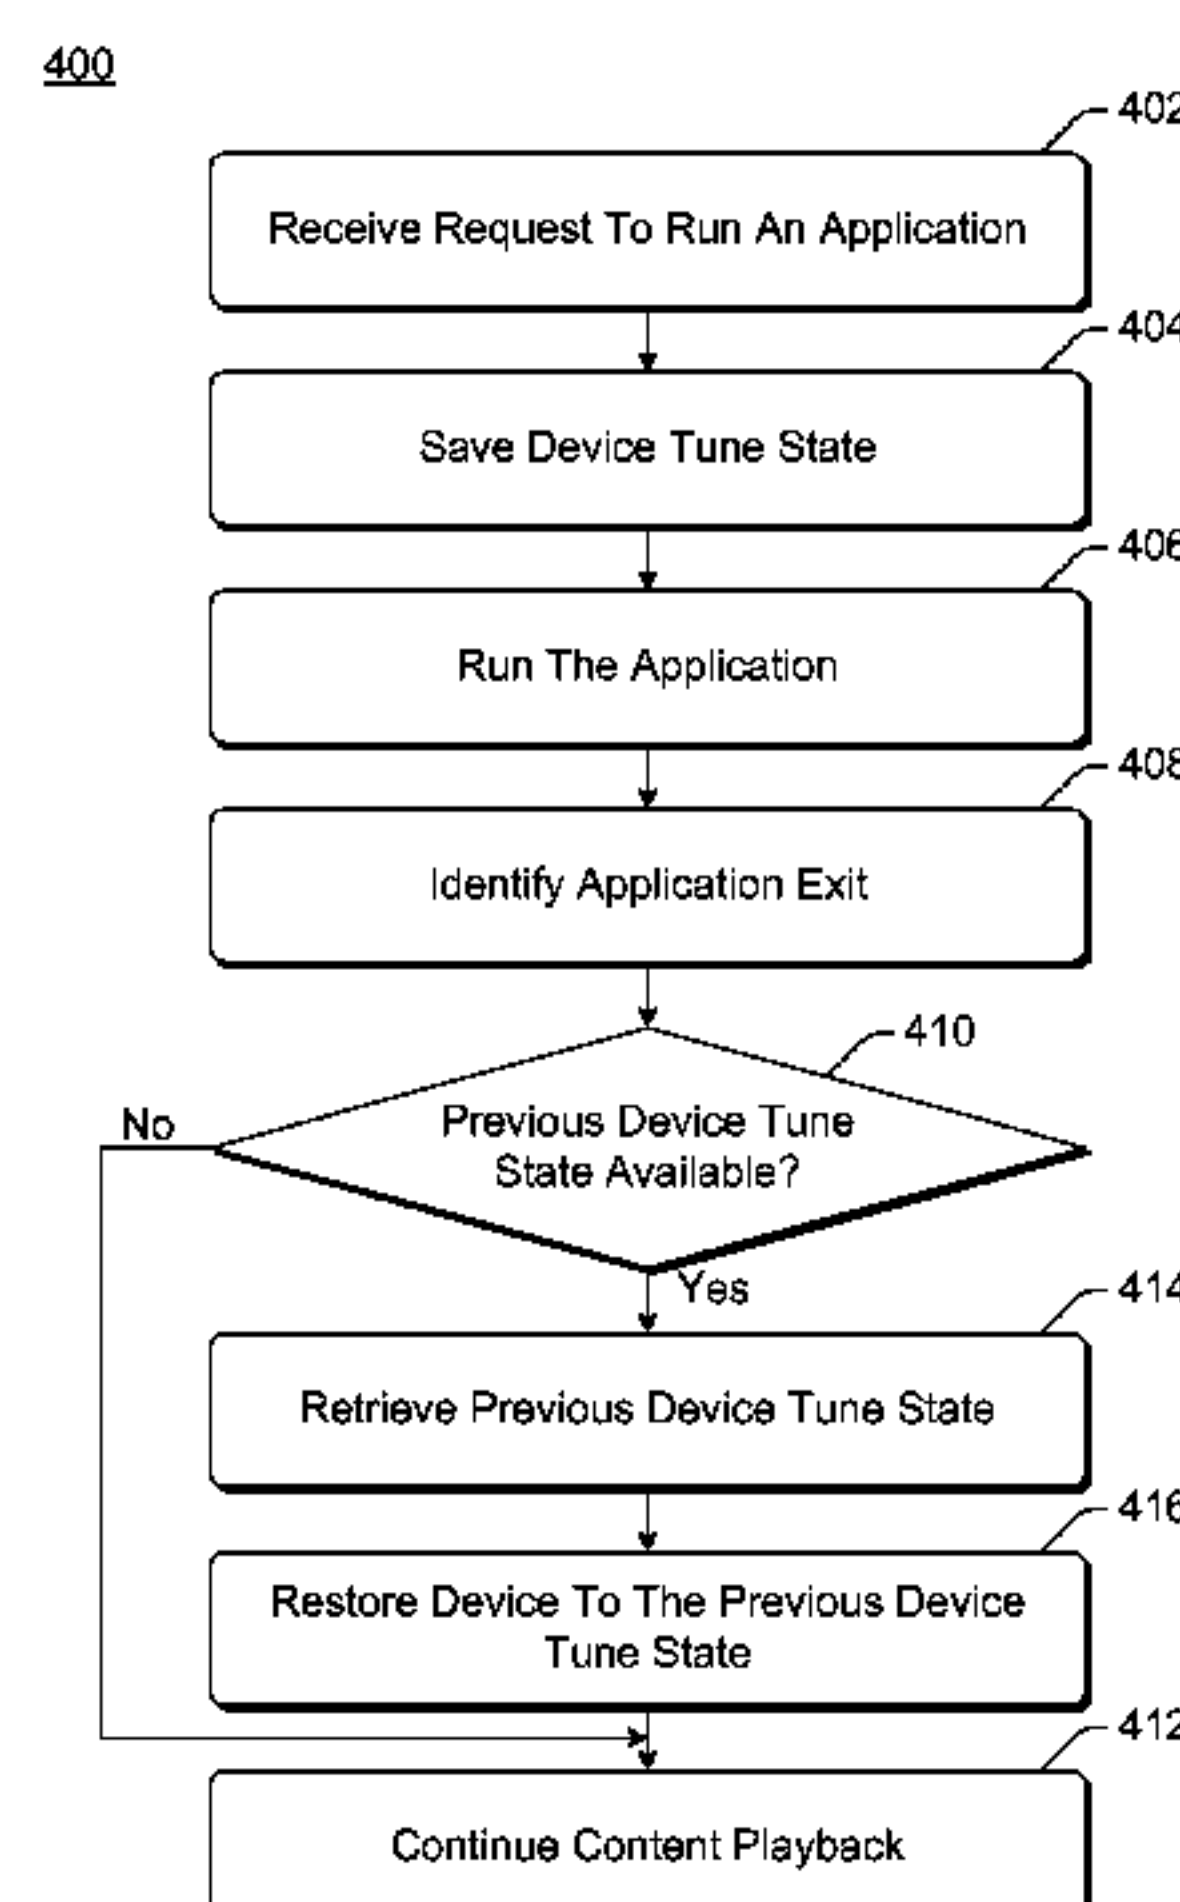 400
402
Receive Request To Run An Application
404
Save Device Tune State
406
Run The Application
408
Identify Application Exit
410
No
Previous Device Tune
State Available?
Yes
414
Retrieve Previous Device Tune State
416
Restore Device To The Previous Device
Tune State
412
Continue Content Playback